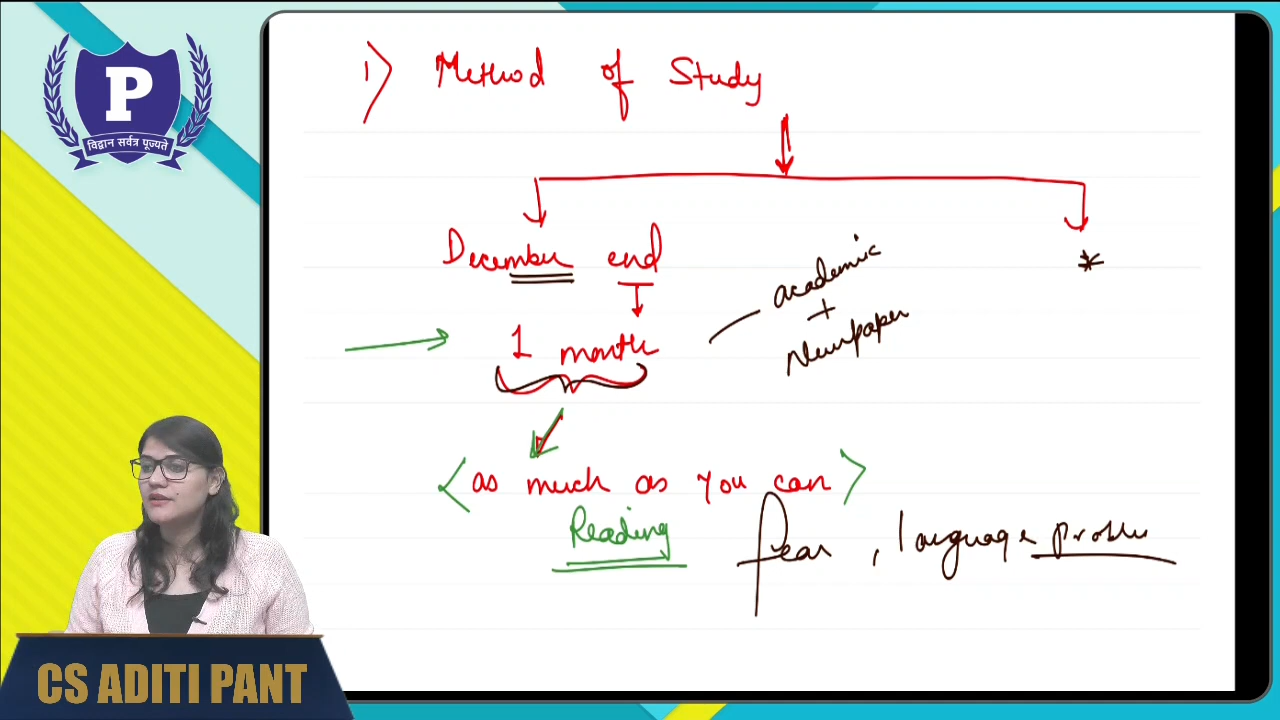 P
विद्वान सर्वत्र पूज्यते
1) Method of Study
December end
1 month
academic
+
Newspaper
*
<as much as you can>
Reading
fear, language problem
CS ADITI PANT